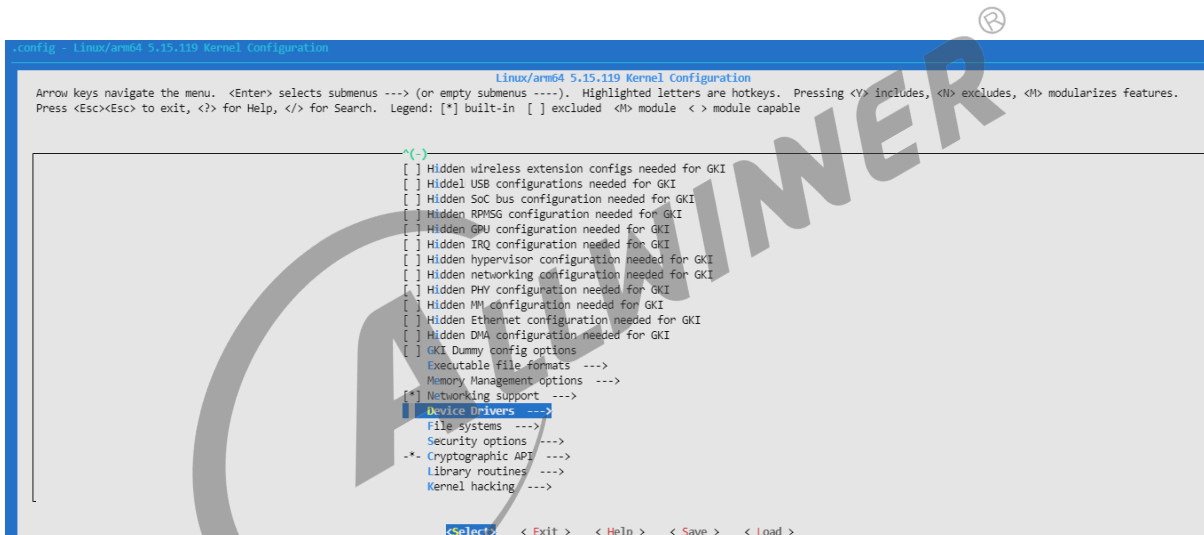 ®
.config - Linux/arm64 5.15.119 Kernel Configuration
Linux/arm64 5.15.119 Kernel Configuration
Arrow keys navigate the menu. <Enter> selects submenus ---> (or empty submenus ----). Highlighted letters are hotkeys. Pressing <Y> includes, <N> excludes, <M> modularizes features.
Press <Esc><Esc> to exit, <?> for Help, </> for Search. Legend: [*] built-in [ ] excluded <M> module < > module capable
^(-)
[ ] Hidden wireless extension configs needed for GKI
[ ] Hiddel USB configurations needed for GKI
[ ] Hidden SoC bus configuration needed for GKI
[ ] Hidden RPMSG configuration needed for GKI
[ ] Hidden GPU configuration needed for GKI
[ ] Hidden IRQ configuration needed for GKI
[ ] Hidden hypervisor configuration needed for GKI
[ ] Hidden networking configuration needed for GKI
[ ] Hidden PHY configuration needed for GKI
[ ] Hidden MM configuration needed for GKI
[ ] Hidden Ethernet configuration needed for GKI
[ ] Hidden DMA configuration needed for GKI
[ ] GKI Dummy config options
Executable file formats --->
Memory Management options --->
[*] Networking support --->
Device Drivers --->
File systems --->
Security options --->
-*- Cryptographic API --->
Library routines --->
Kernel hacking --->
<Select> < Exit > < Help > < Save > < Load >
ALLWINNER